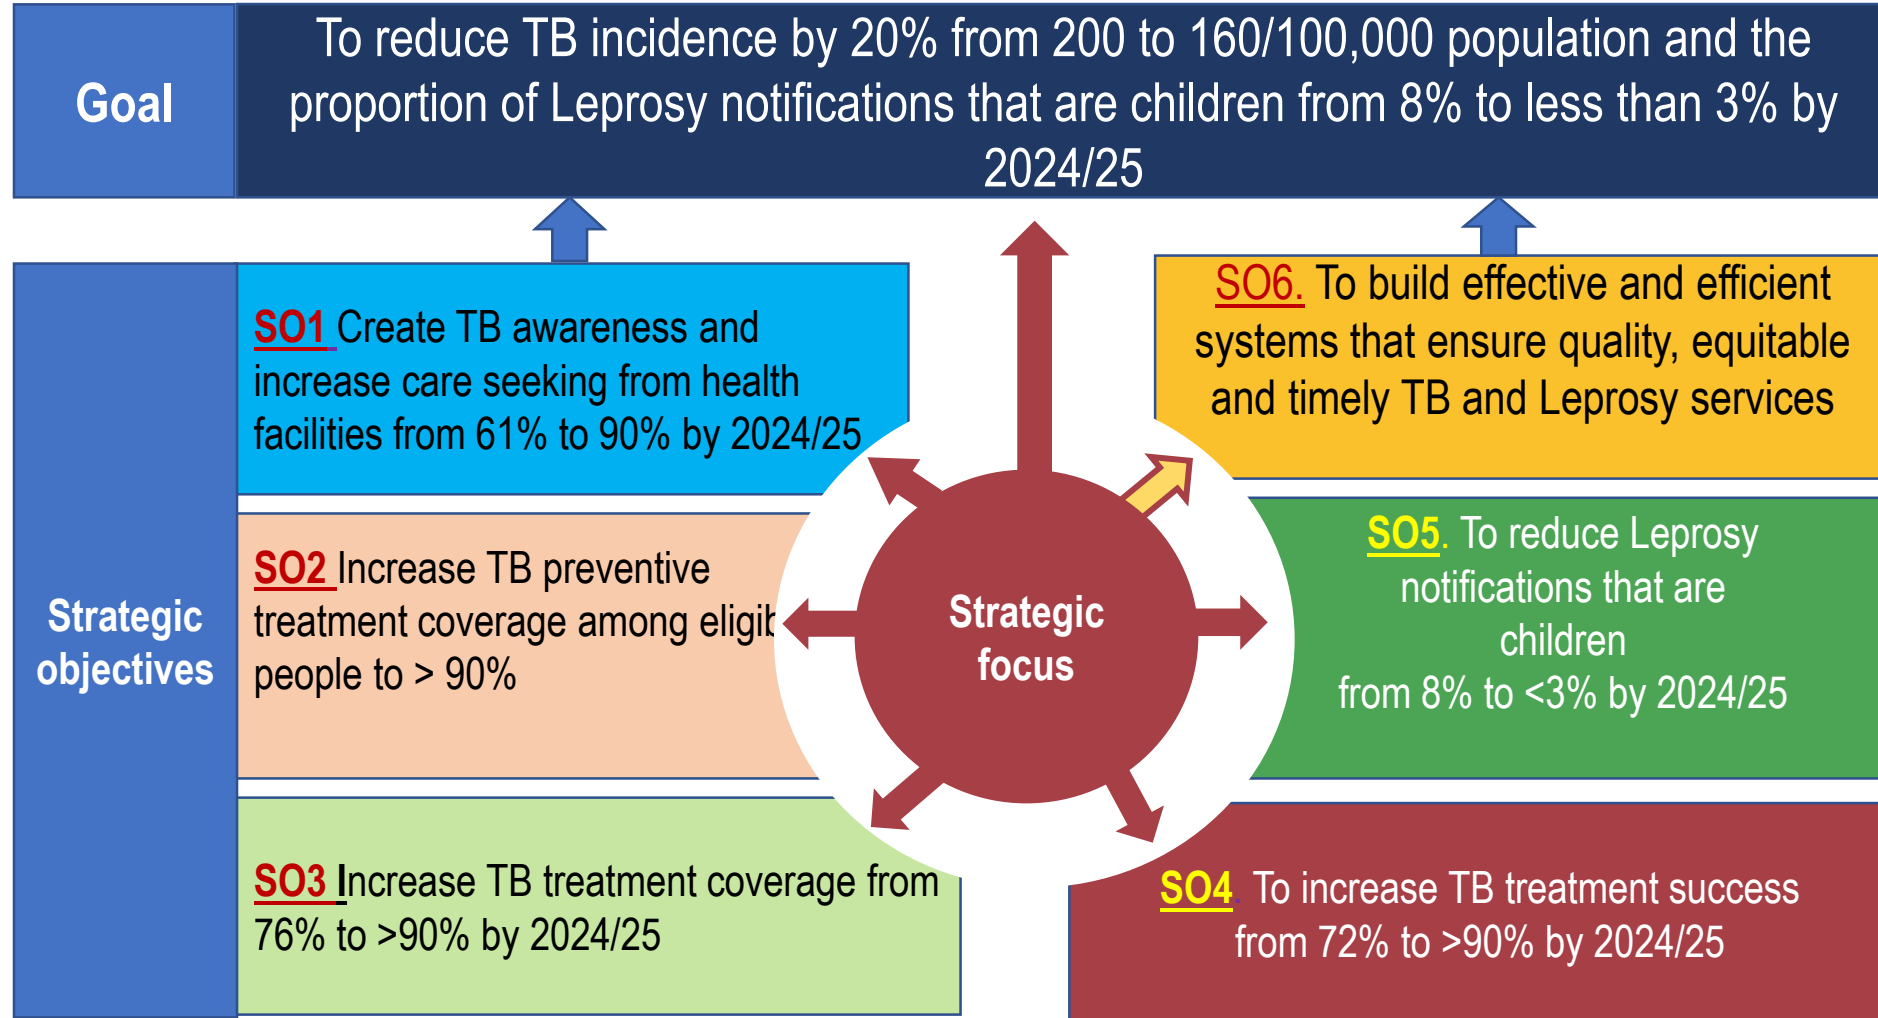 Goal
To reduce TB incidence by 20% from 200 to 160/100,000 population and the
proportion of Leprosy notifications that are children from 8% to less than 3% by
2024/25
Strategic
objectives
SO1 Create TB awareness and
increase care seeking from health
facilities from 61% to 90% by 2024/25
SO2 Increase TB preventive
treatment coverage among
people to > 90%
SO3 Increase TB treatment coverage from
76% to >90% by 2024/25
Strategic
focus
SO6. To build effective and efficient
systems that ensure quality, equitable
and timely TB and Leprosy services
SO5. To reduce Leprosy
notifications that are
children
from 8% to <3% by 2024/25
SO4. To increase TB treatment success
from 72% to >90% by 2024/25